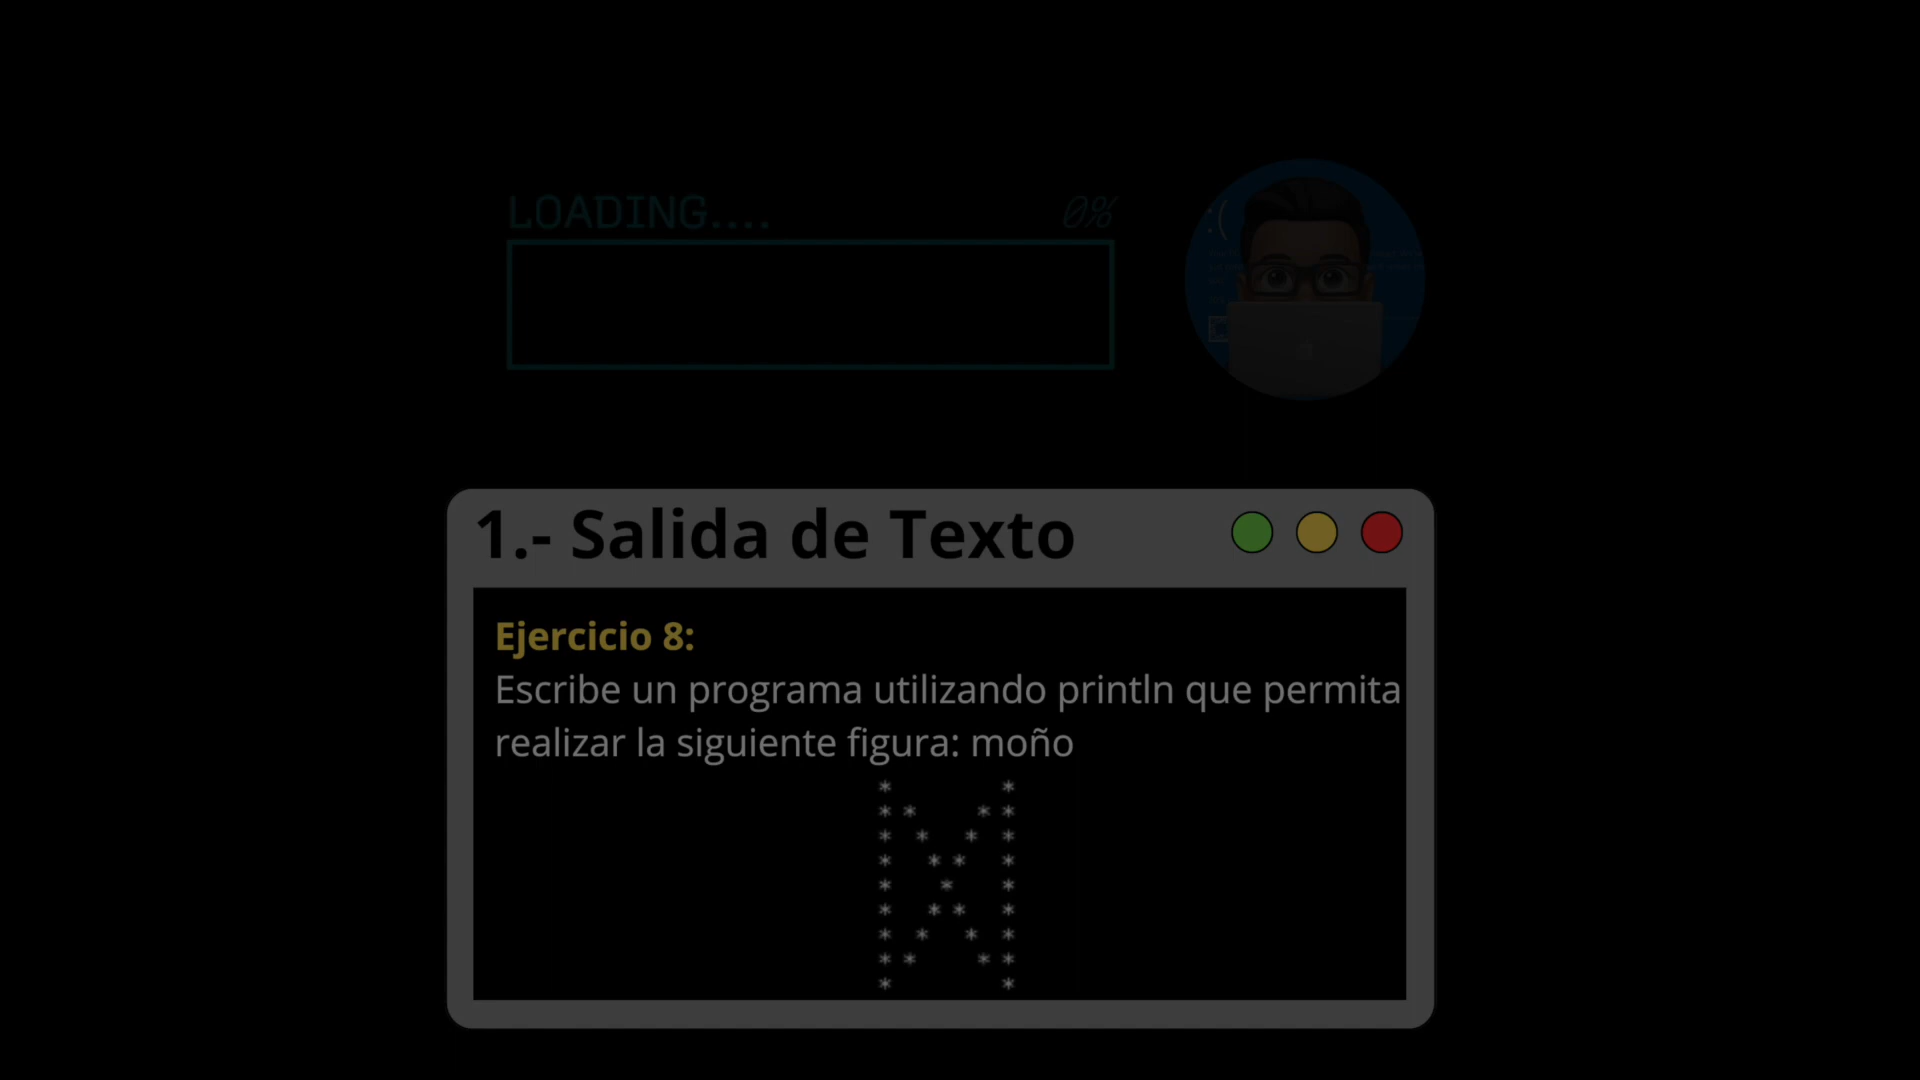 LOADING.... 0%
:(
1.- Salida de Texto
Ejercicio 8:
Escribe un programa utilizando println que permita
realizar la siguiente figura: moño
*         *
* *      * *
*  *   *  *
*   * *   *
*    *    *
*   * *   *
*  *   *  *
* *      * *
*         *